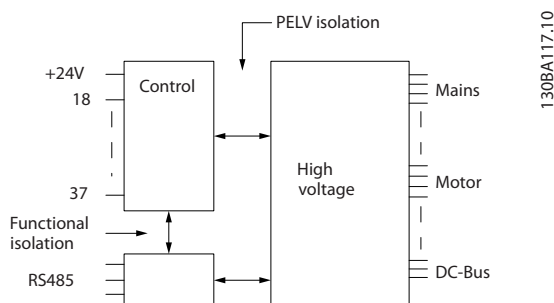 PELV isolation
+24V
18
37
Control
Mains
High
voltage
Motor
Functional
isolation
RS485
DC-Bus
130BA117.10